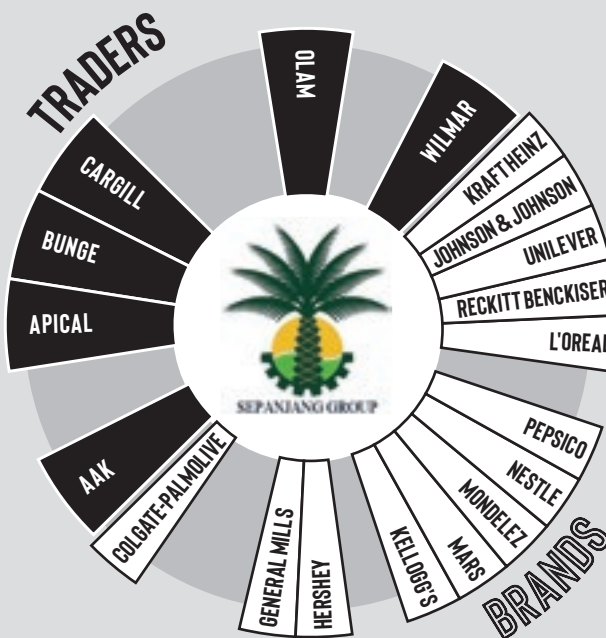 TRADERS
OLAM
WILMAR
CARGILL
BUNGE
APICAL
AAK
KRAFT HEINZ
JOHNSON & JOHNSON
UNILEVER
RECKITT BENCKISER
L'OREAL
PEPSICO
NESTLE
MONDELEZ
MARS
KELLOGG'S
HERSHEY
GENERAL MILLS
COLGATE-PALMOLIVE
SEPANJANG GROUP
BRANDS